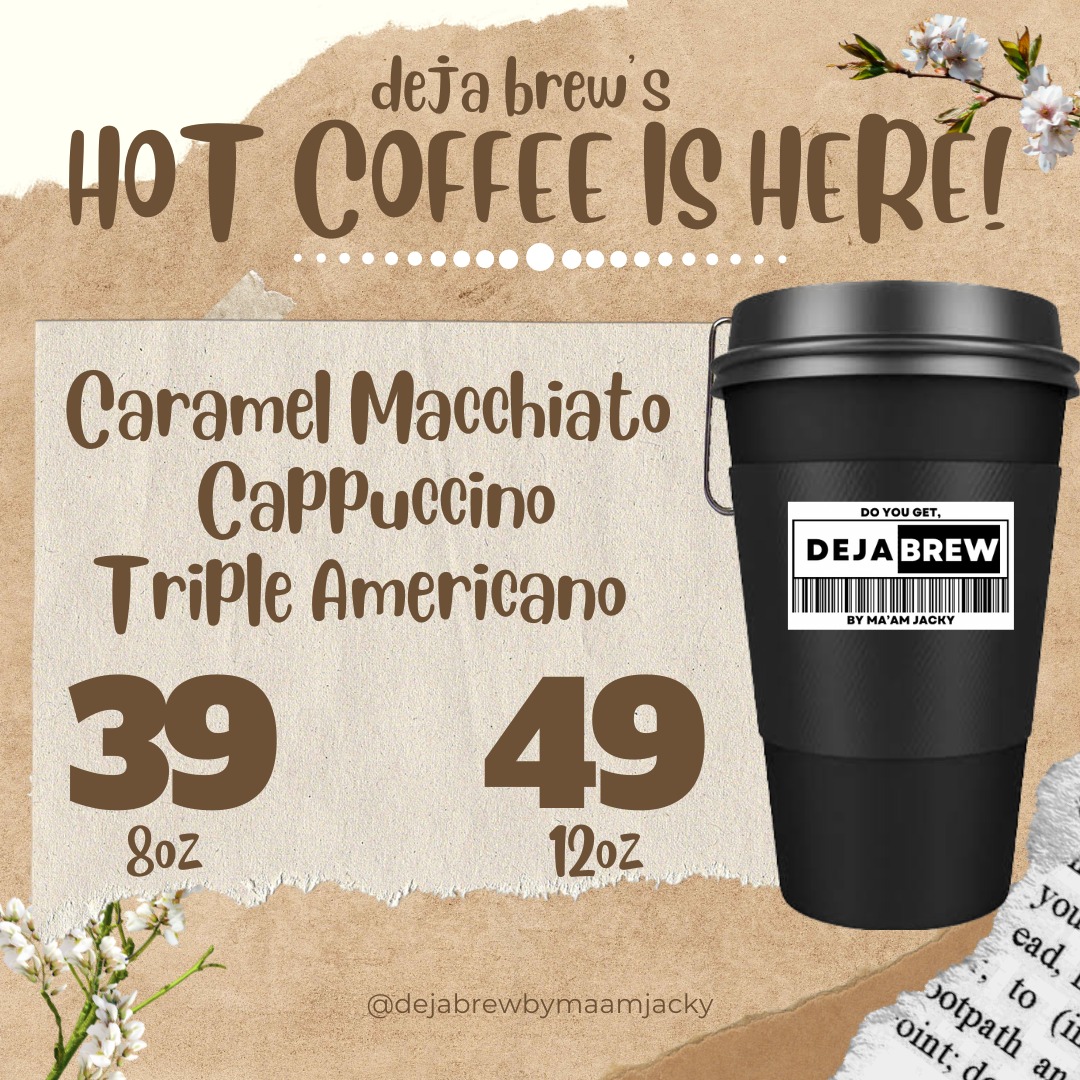 deja brew's
HOT COFFEE IS HERE!
Caramel Macchiato
Cappuccino
Triple Americano
39 49
8oz 12oz
DO YOU GET,
DEJA BREW
BY MA'AM JACKY
@dejabrewbymaamjacky
you
ead,
; to (i
ootpath an
oint; de